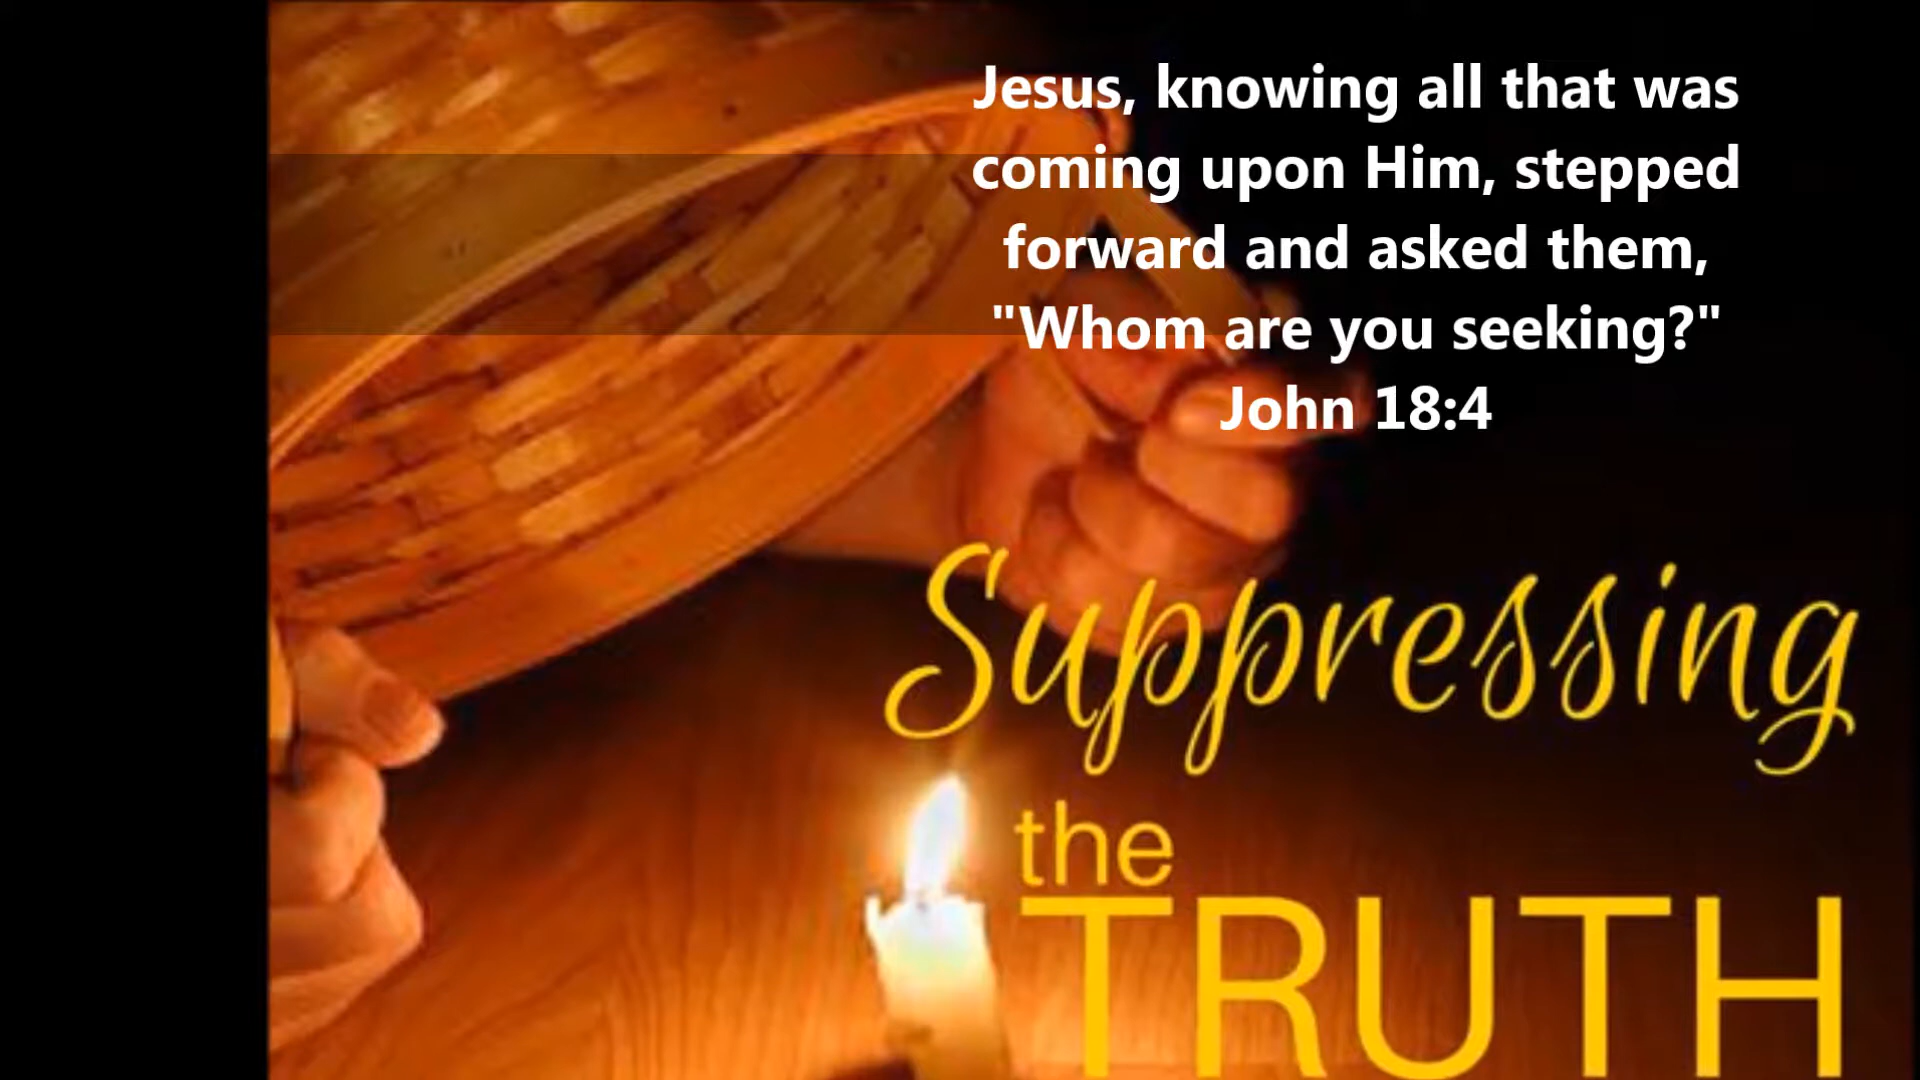 Jesus, knowing all that was
coming upon Him, stepped
forward and asked them,
"Whom are you seeking?"
John 18:4
Suppressing
the
TRUTH